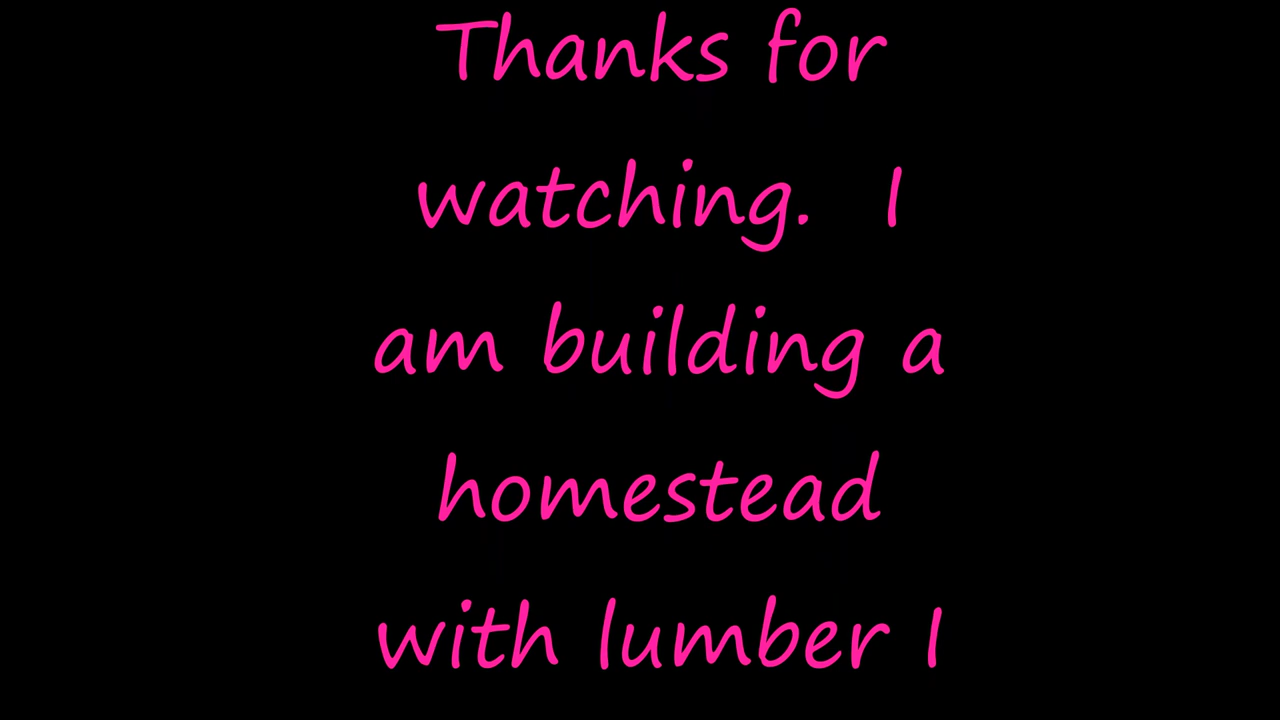 Thanks for
watching.  I
am building a
homestead
with lumber I